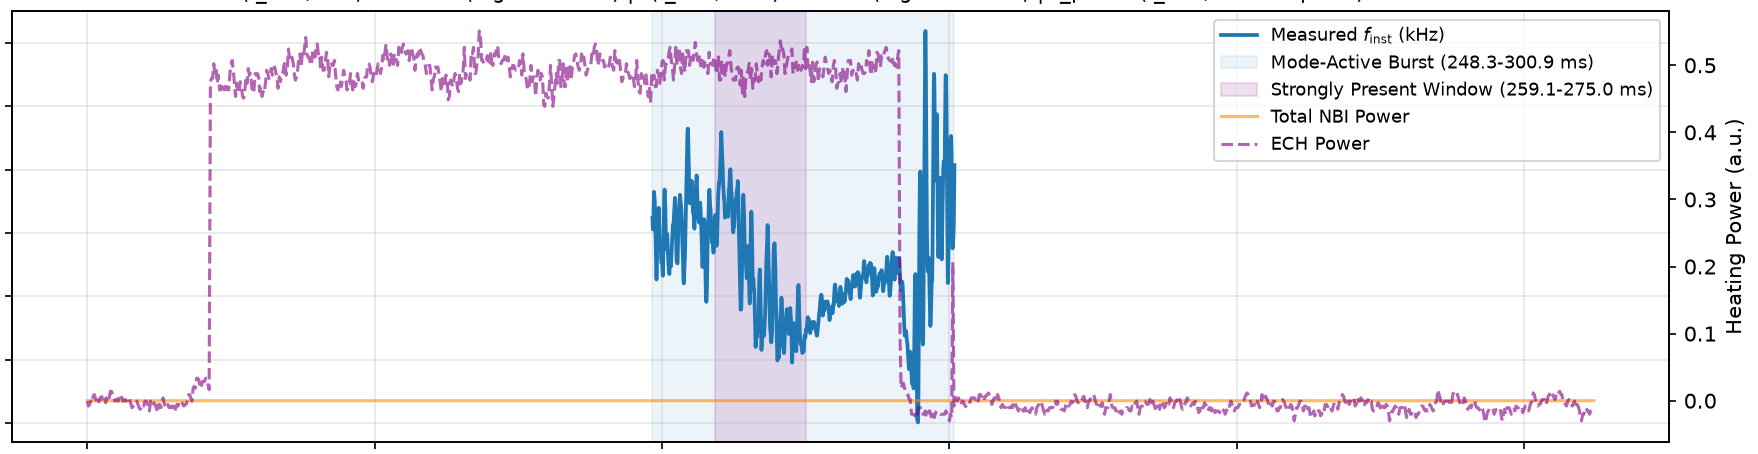 Measured f_inst (kHz)
Mode-Active Burst (248.3-300.9 ms)
Strongly Present Window (259.1-275.0 ms)
Total NBI Power
ECH Power
0.5
0.4
0.3
0.2
0.1
0.0
Heating Power (a.u.)